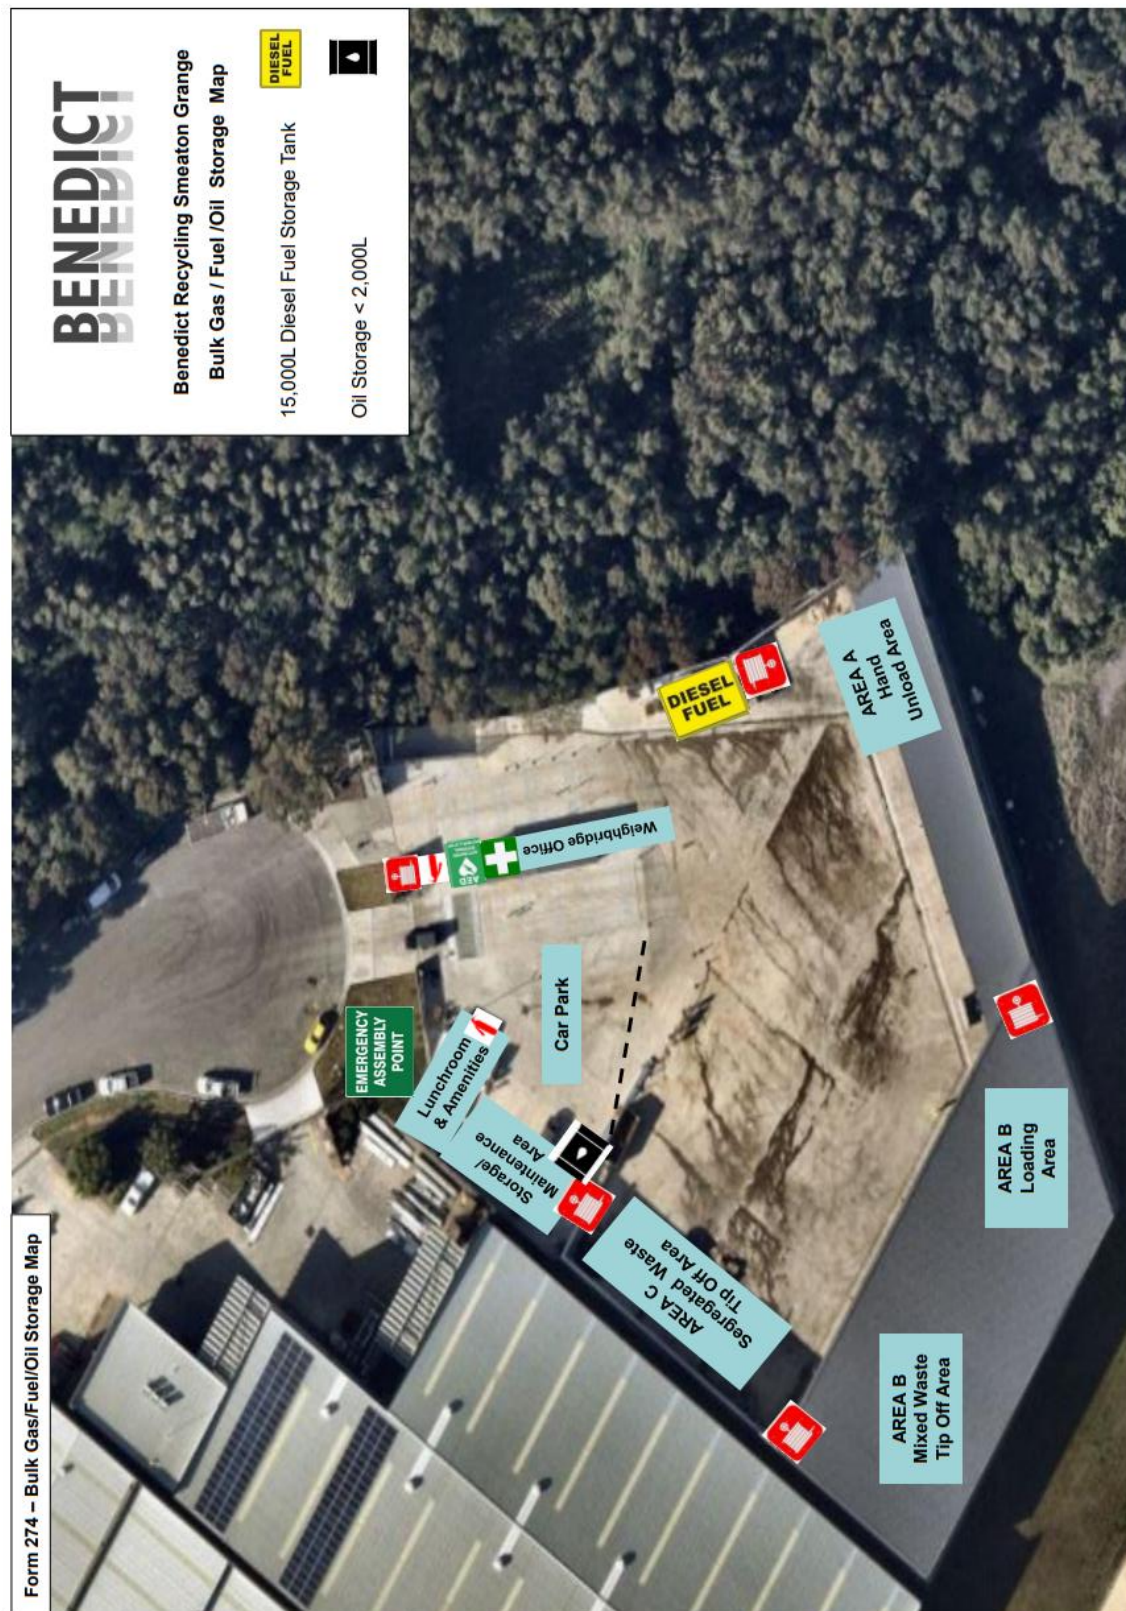 Form 274 – Bulk Gas/Fuel/Oil Storage Map
BENEDICT
Benedict Recycling Smeaton Grange
Bulk Gas / Fuel /Oil Storage Map
15,000L Diesel Fuel Storage Tank
DIESEL
FUEL
Oil Storage < 2,000L
EMERGENCY
ASSEMBLY
POINT
Lunchroom
& Amenities
Storage/
Maintenance
Area
Car Park
AED
Weighbridge Office
DIESEL
FUEL
AREA A
Hand
Unload Area
AREA C
Segregated Waste
Tip Off Area
AREA B
Loading
Area
AREA B
Mixed Waste
Tip Off Area